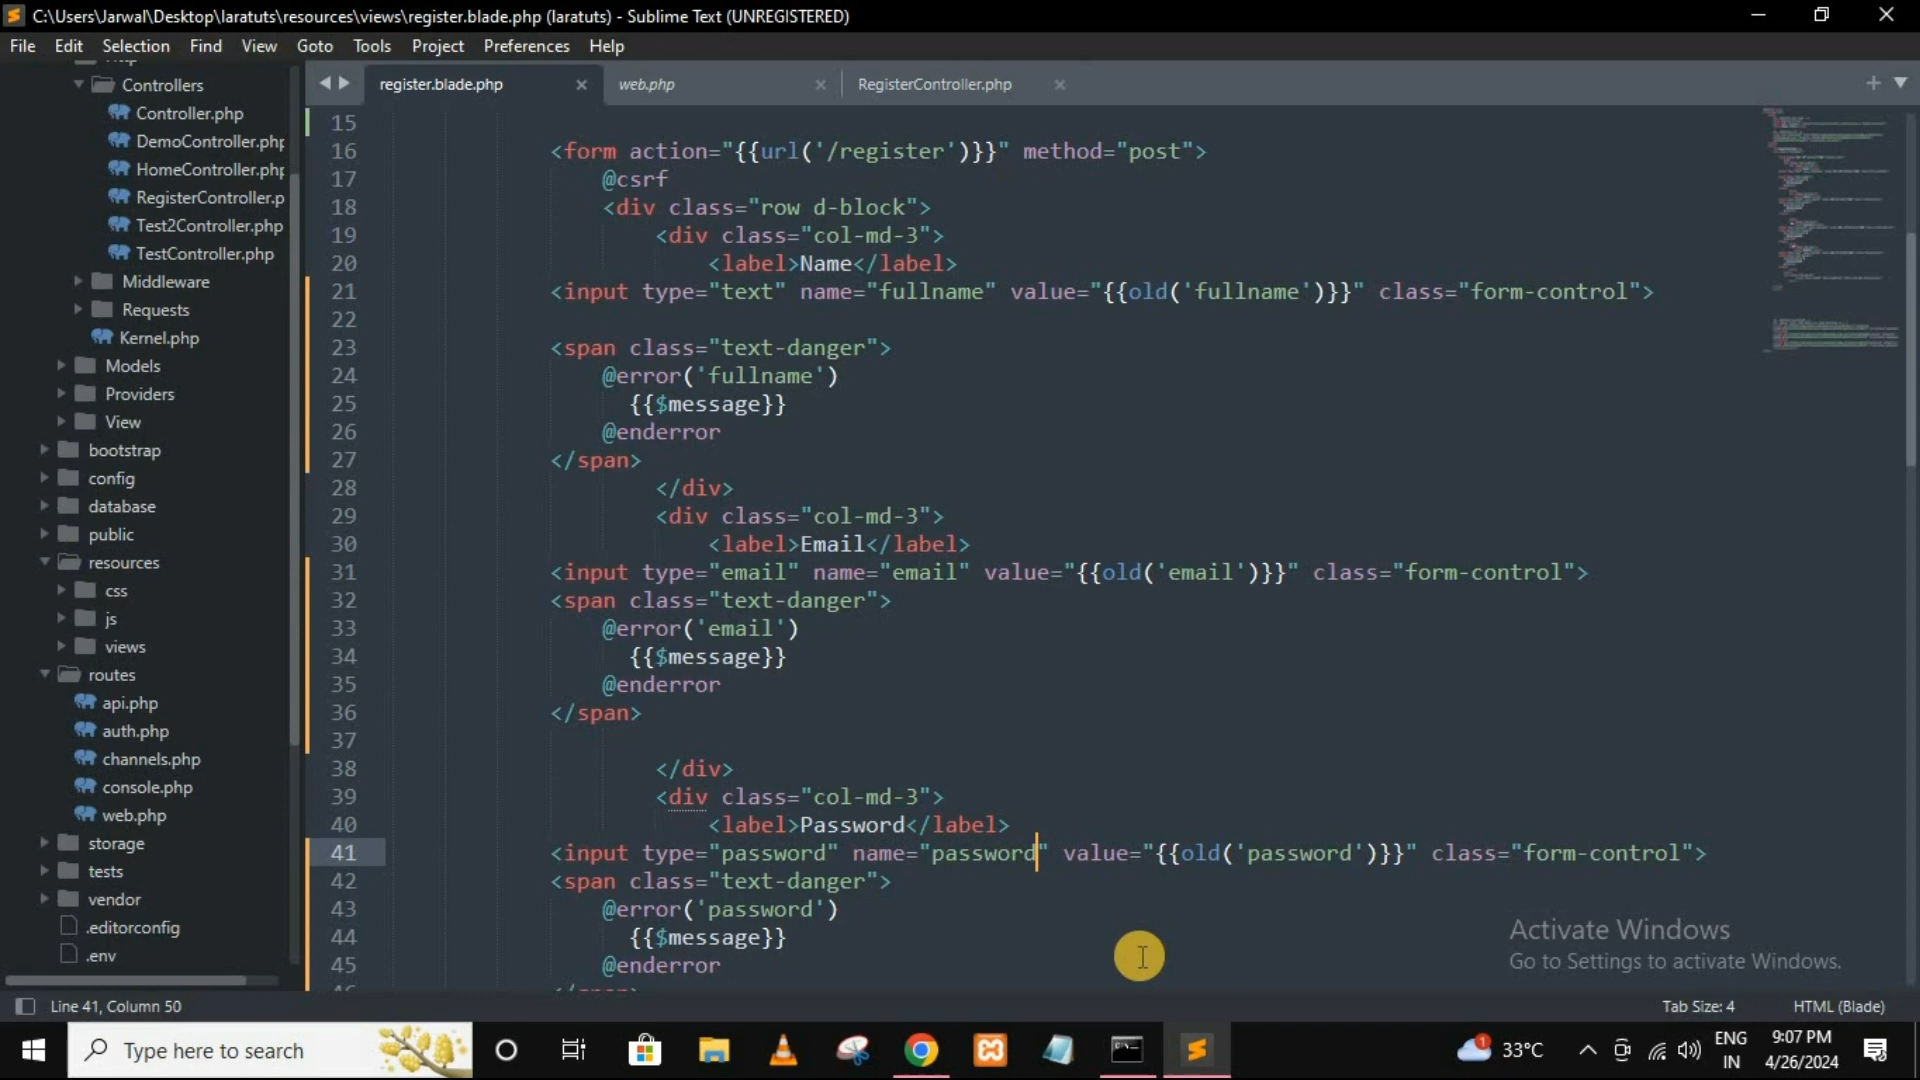 C:\Users\Jarwal\Desktop\laratuts\resources\views\register.blade.php (laratuts) - Sublime Text (UNREGISTERED)
File Edit Selection Find View Goto Tools Project Preferences Help
Controllers
Controller.php
DemoController.php
HomeController.php
RegisterController.p
Test2Controller.php
TestController.php
Middleware
Requests
Kernel.php
Models
Providers
View
bootstrap
config
database
public
resources
css
js
views
routes
api.php
auth.php
channels.php
console.php
web.php
storage
tests
vendor
.editorconfig
.env
register.blade.php web.php RegisterController.php
15
16 <form action="{{url('/register')}}" method="post">
17 @csrf
18 <div class="row d-block">
19 <div class="col-md-3">
20 <label>Name</label>
21 <input type="text" name="fullname" value="{{old('fullname')}}" class="form-control">
22
23 <span class="text-danger">
24 @error('fullname')
25 {{$message}}
26 @enderror
27 </span>
28 </div>
29 <div class="col-md-3">
30 <label>Email</label>
31 <input type="email" name="email" value="{{old('email')}}" class="form-control">
32 <span class="text-danger">
33 @error('email')
34 {{$message}}
35 @enderror
36 </span>
37
38 </div>
39 <div class="col-md-3">
40 <label>Password</label>
41 <input type="password" name="password" value="{{old('password')}}" class="form-control">
42 <span class="text-danger">
43 @error('password')
44 {{$message}}
45 @enderror
Activate Windows
Go to Settings to activate Windows.
Line 41, Column 50 Tab Size: 4 HTML (Blade)
Type here to search
1 33°C ENG 9:07 PM
IN 4/26/2024